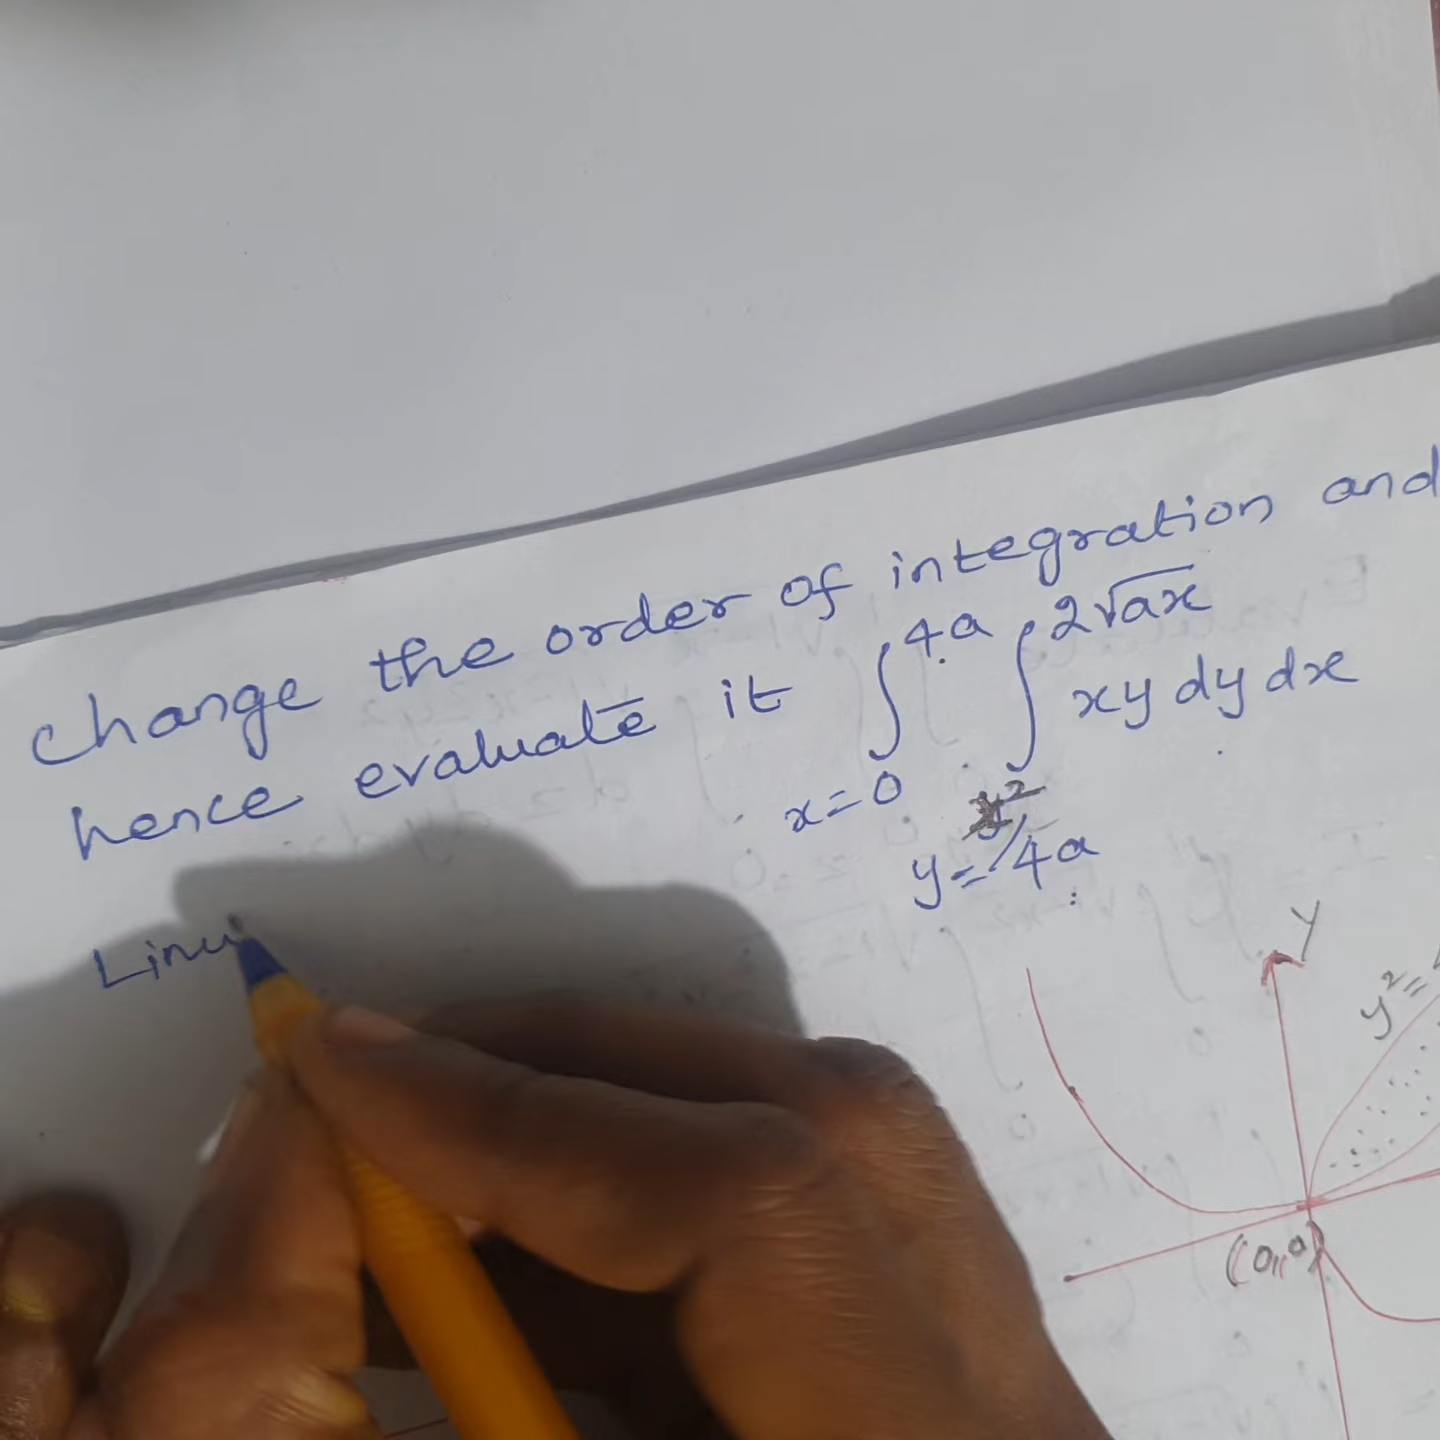 change the order of integration and
hence evaluate it ∫ 4a ∫ 2√ax xy dy dx
x=0
y= /4a
Y
y²=
(0,0)